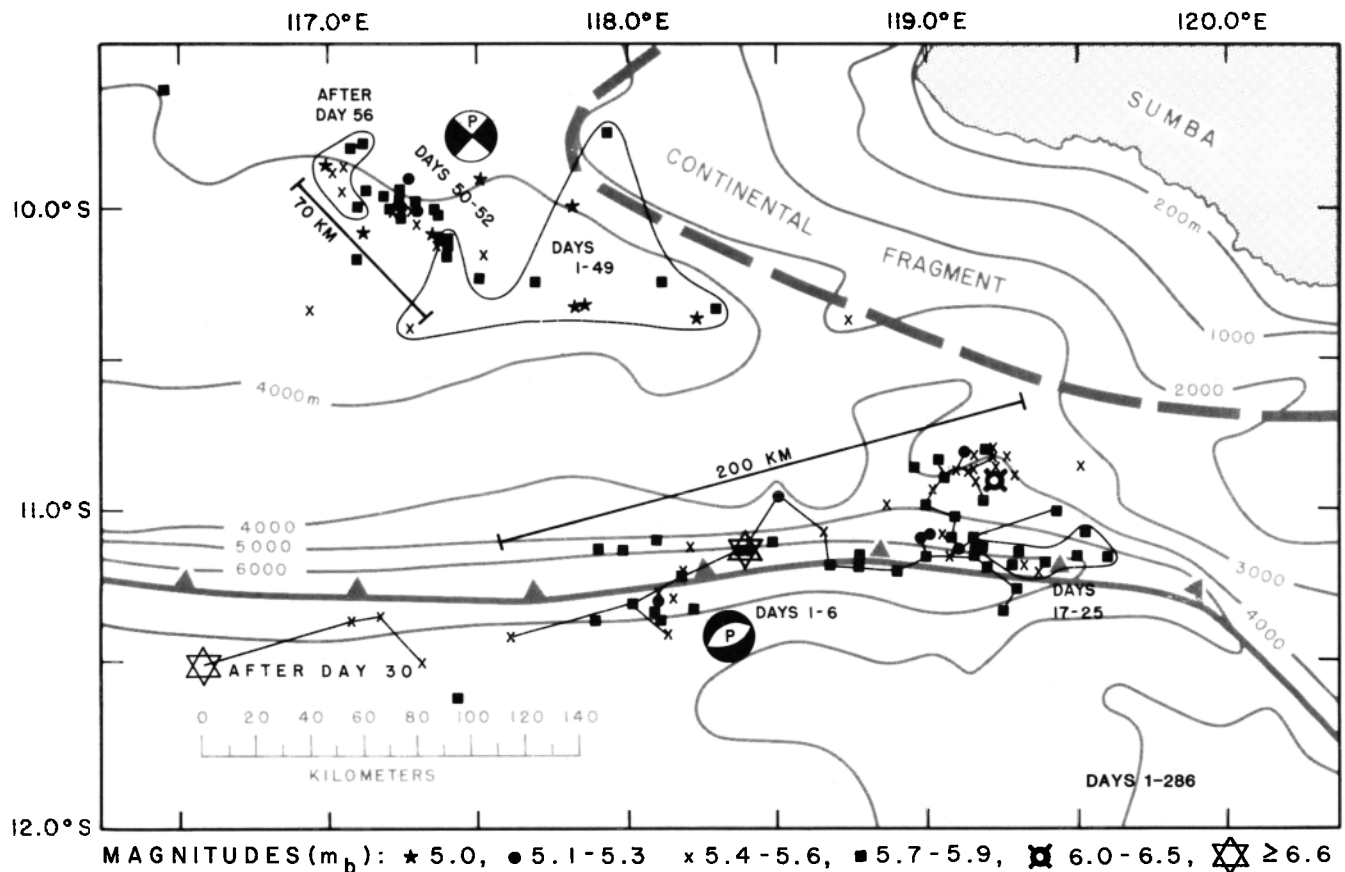 117.0°E 118.0°E 119.0°E 120.0°E
AFTER
DAY 56
P
SUMBA
DAYS 50-52
CONTINENTAL
FRAGMENT
200m
10.0°S
70 KM
DAYS
1-49
1000
4000m
2000
200 KM
11.0°S
4000
5000
6000
3000
4000
DAYS 1-6
P
DAYS
17-25
AFTER DAY 30
0 20 40 60 80 100 120 140
KILOMETERS
DAYS 1-286
12.0°S
MAGNITUDES (mb): ★ 5.0, ● 5.1-5.3 x 5.4-5.6, ■ 5.7-5.9, 6.0-6.5, ≥6.6